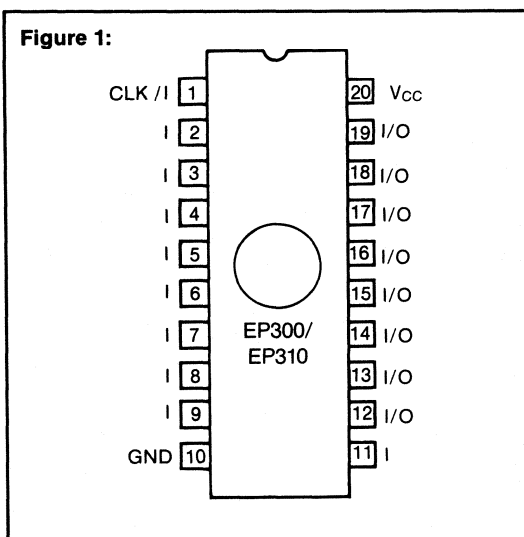 Figure 1:
CLK /I 1 20 VCC
I 2 19 I/O
I 3 18 I/O
I 4 17 I/O
I 5 16 I/O
I 6 15 I/O
I 7 EP300/ 14 I/O
EP310
I 8 13 I/O
I 9 12 I/O
GND 10 11 I